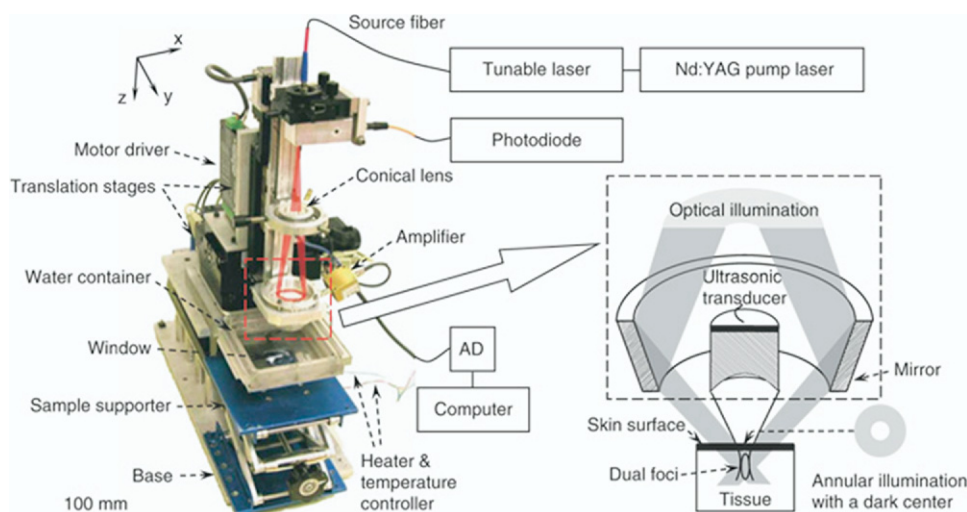 Source fiber
x
z
y
Tunable laser
Nd:YAG pump laser
Photodiode
Motor driver
Translation stages
Conical lens
Amplifier
Water container
Window
AD
Computer
Sample supporter
Base
100 mm
Heater &
temperature
controller
Optical illumination
Ultrasonic
transducer
Mirror
Skin surface
Dual foci
Tissue
Annular illumination
with a dark center